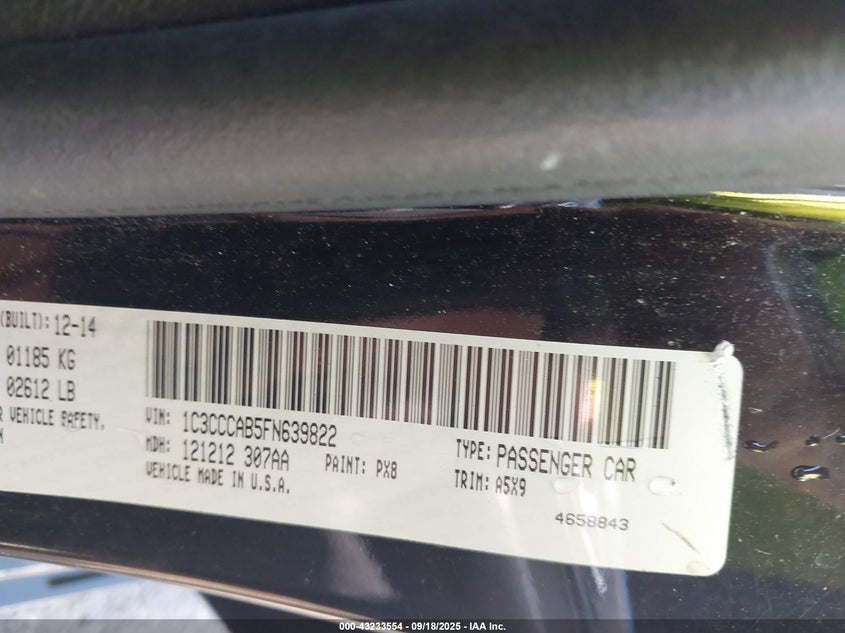 (BUILT): 12-14
01185 KG
02612 LB
VEHICLE SAFETY.
VIN: 1C3CCCAB5FN639822
MDH: 121212 307AA
PAINT: PX8
VEHICLE MADE IN U.S.A.
TYPE: PASSENGER CAR
TRIM: A5X9
4658843
000-43233554 - 09/18/2025 - IAA Inc.